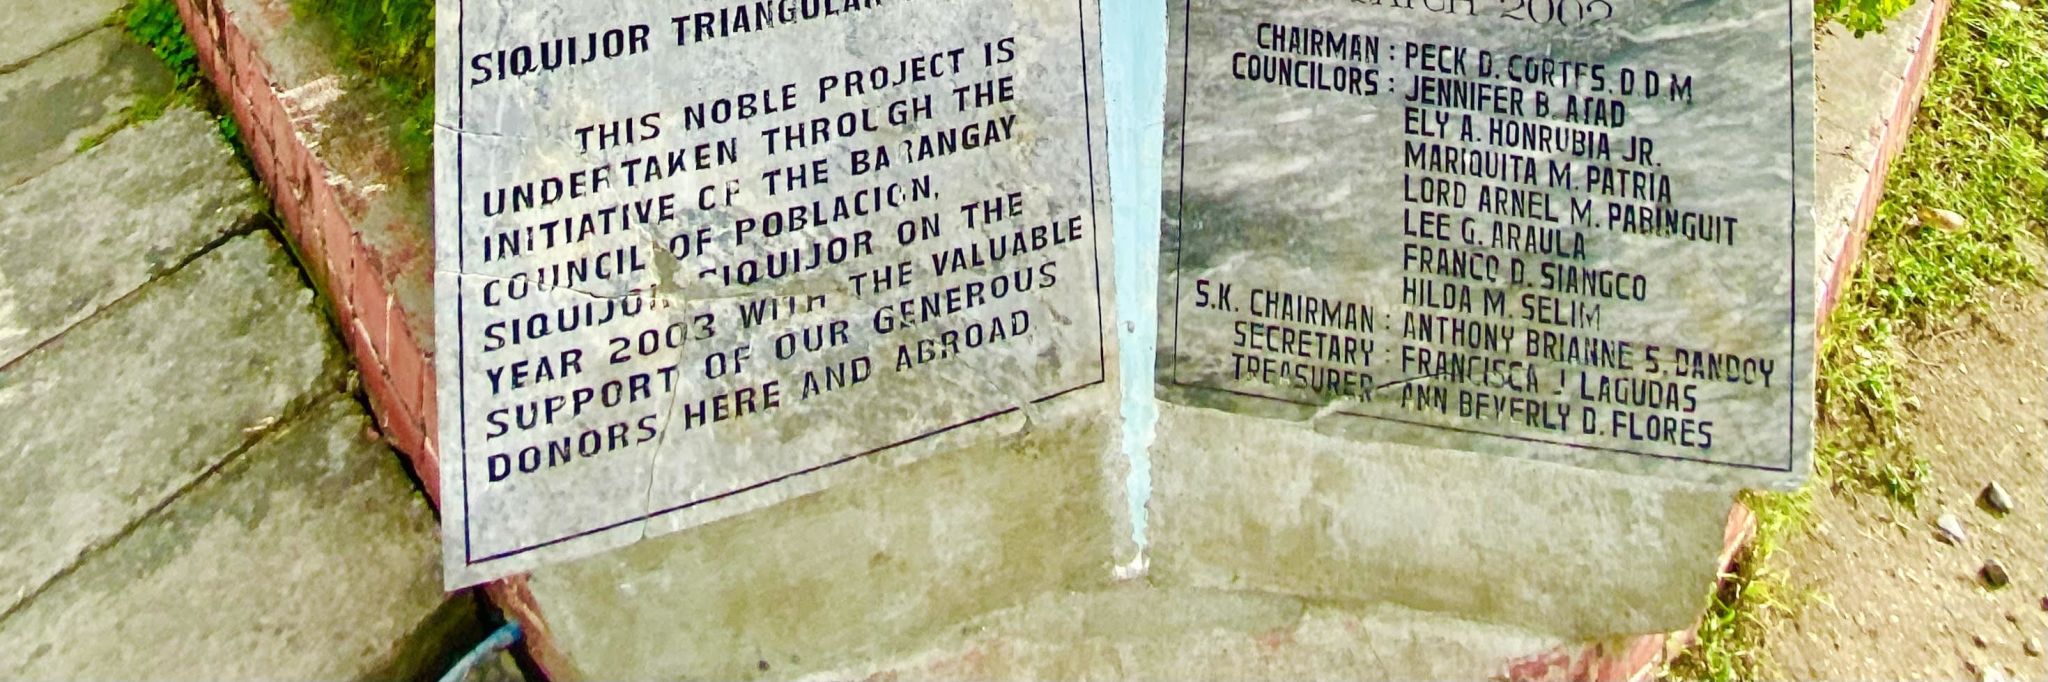 SIQUIJOR TRIANGULAR
THIS NOBLE PROJECT IS
UNDERTAKEN THROUGH THE
INITIATIVE OF THE BARANGAY
COUNCIL OF POBLACION,
SIQUIJOR, SIQUIJOR ON THE
YEAR 2003 WITH THE VALUABLE
SUPPORT OF OUR GENEROUS
DONORS HERE AND ABROAD.
MARCH 2002
CHAIRMAN : PECK D. CORTES, D D M
COUNCILORS : JENNIFER B. ATAD
ELY A. HONRUBIA JR.
MARIQUITA M. PATRIA
LORD ARNEL M. PABINGUIT
LEE G. ARAULA
FRANCO D. SIANGCO
HILDA M. SELIM
S.K. CHAIRMAN : ANTHONY BRIANNE S. DANDOY
SECRETARY : FRANCISCA J LAGUDAS
TREASURER ANN BEVERLY D. FLORES